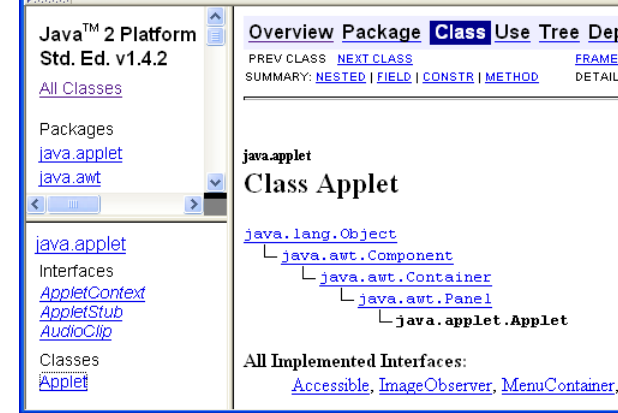 Java™ 2 Platform
Std. Ed. v1.4.2
All Classes
Packages
java.applet
java.awt
java.applet
Interfaces
AppletContext
AppletStub
AudioClip
Classes
Applet
Overview Package Class Use Tree Dep
PREV CLASS NEXT CLASS FRAME
SUMMARY: NESTED | FIELD | CONSTR | METHOD DETAIL
java.applet
Class Applet
java.lang.Object
java.awt.Component
java.awt.Container
java.awt.Panel
java.applet.Applet
All Implemented Interfaces:
Accessible, ImageObserver, MenuContainer,